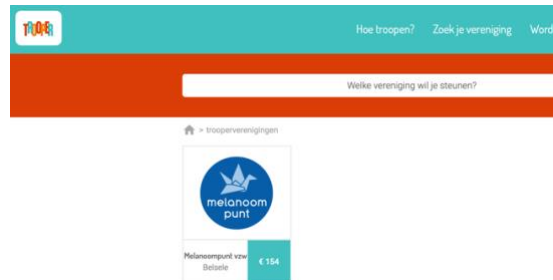 TROOPER
Hoe troopen? Zoek je vereniging Word
Welke vereniging wil je steunen?
» trooperverenigingen
melanoom
punt
Melanoompunt vzw
Belsele
€ 154